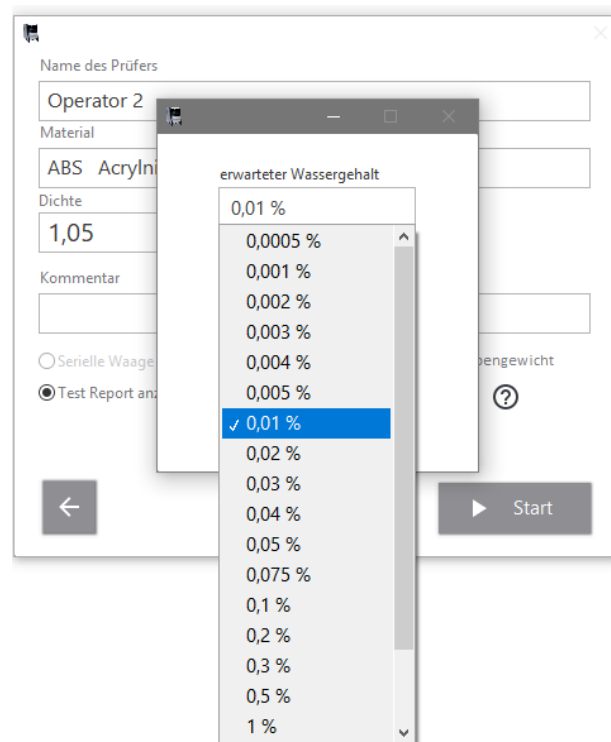 Name des Prüfers
Operator 2
Material
ABS Acrylni
Dichte
1,05
Kommentar
Serielle Waage
bengewicht
Test Report anz
?
Start
erwarteter Wassergehalt
0,01 %
0,0005 %
0,001 %
0,002 %
0,003 %
0,004 %
0,005 %
0,01 %
0,02 %
0,03 %
0,04 %
0,05 %
0,075 %
0,1 %
0,2 %
0,3 %
0,5 %
1 %